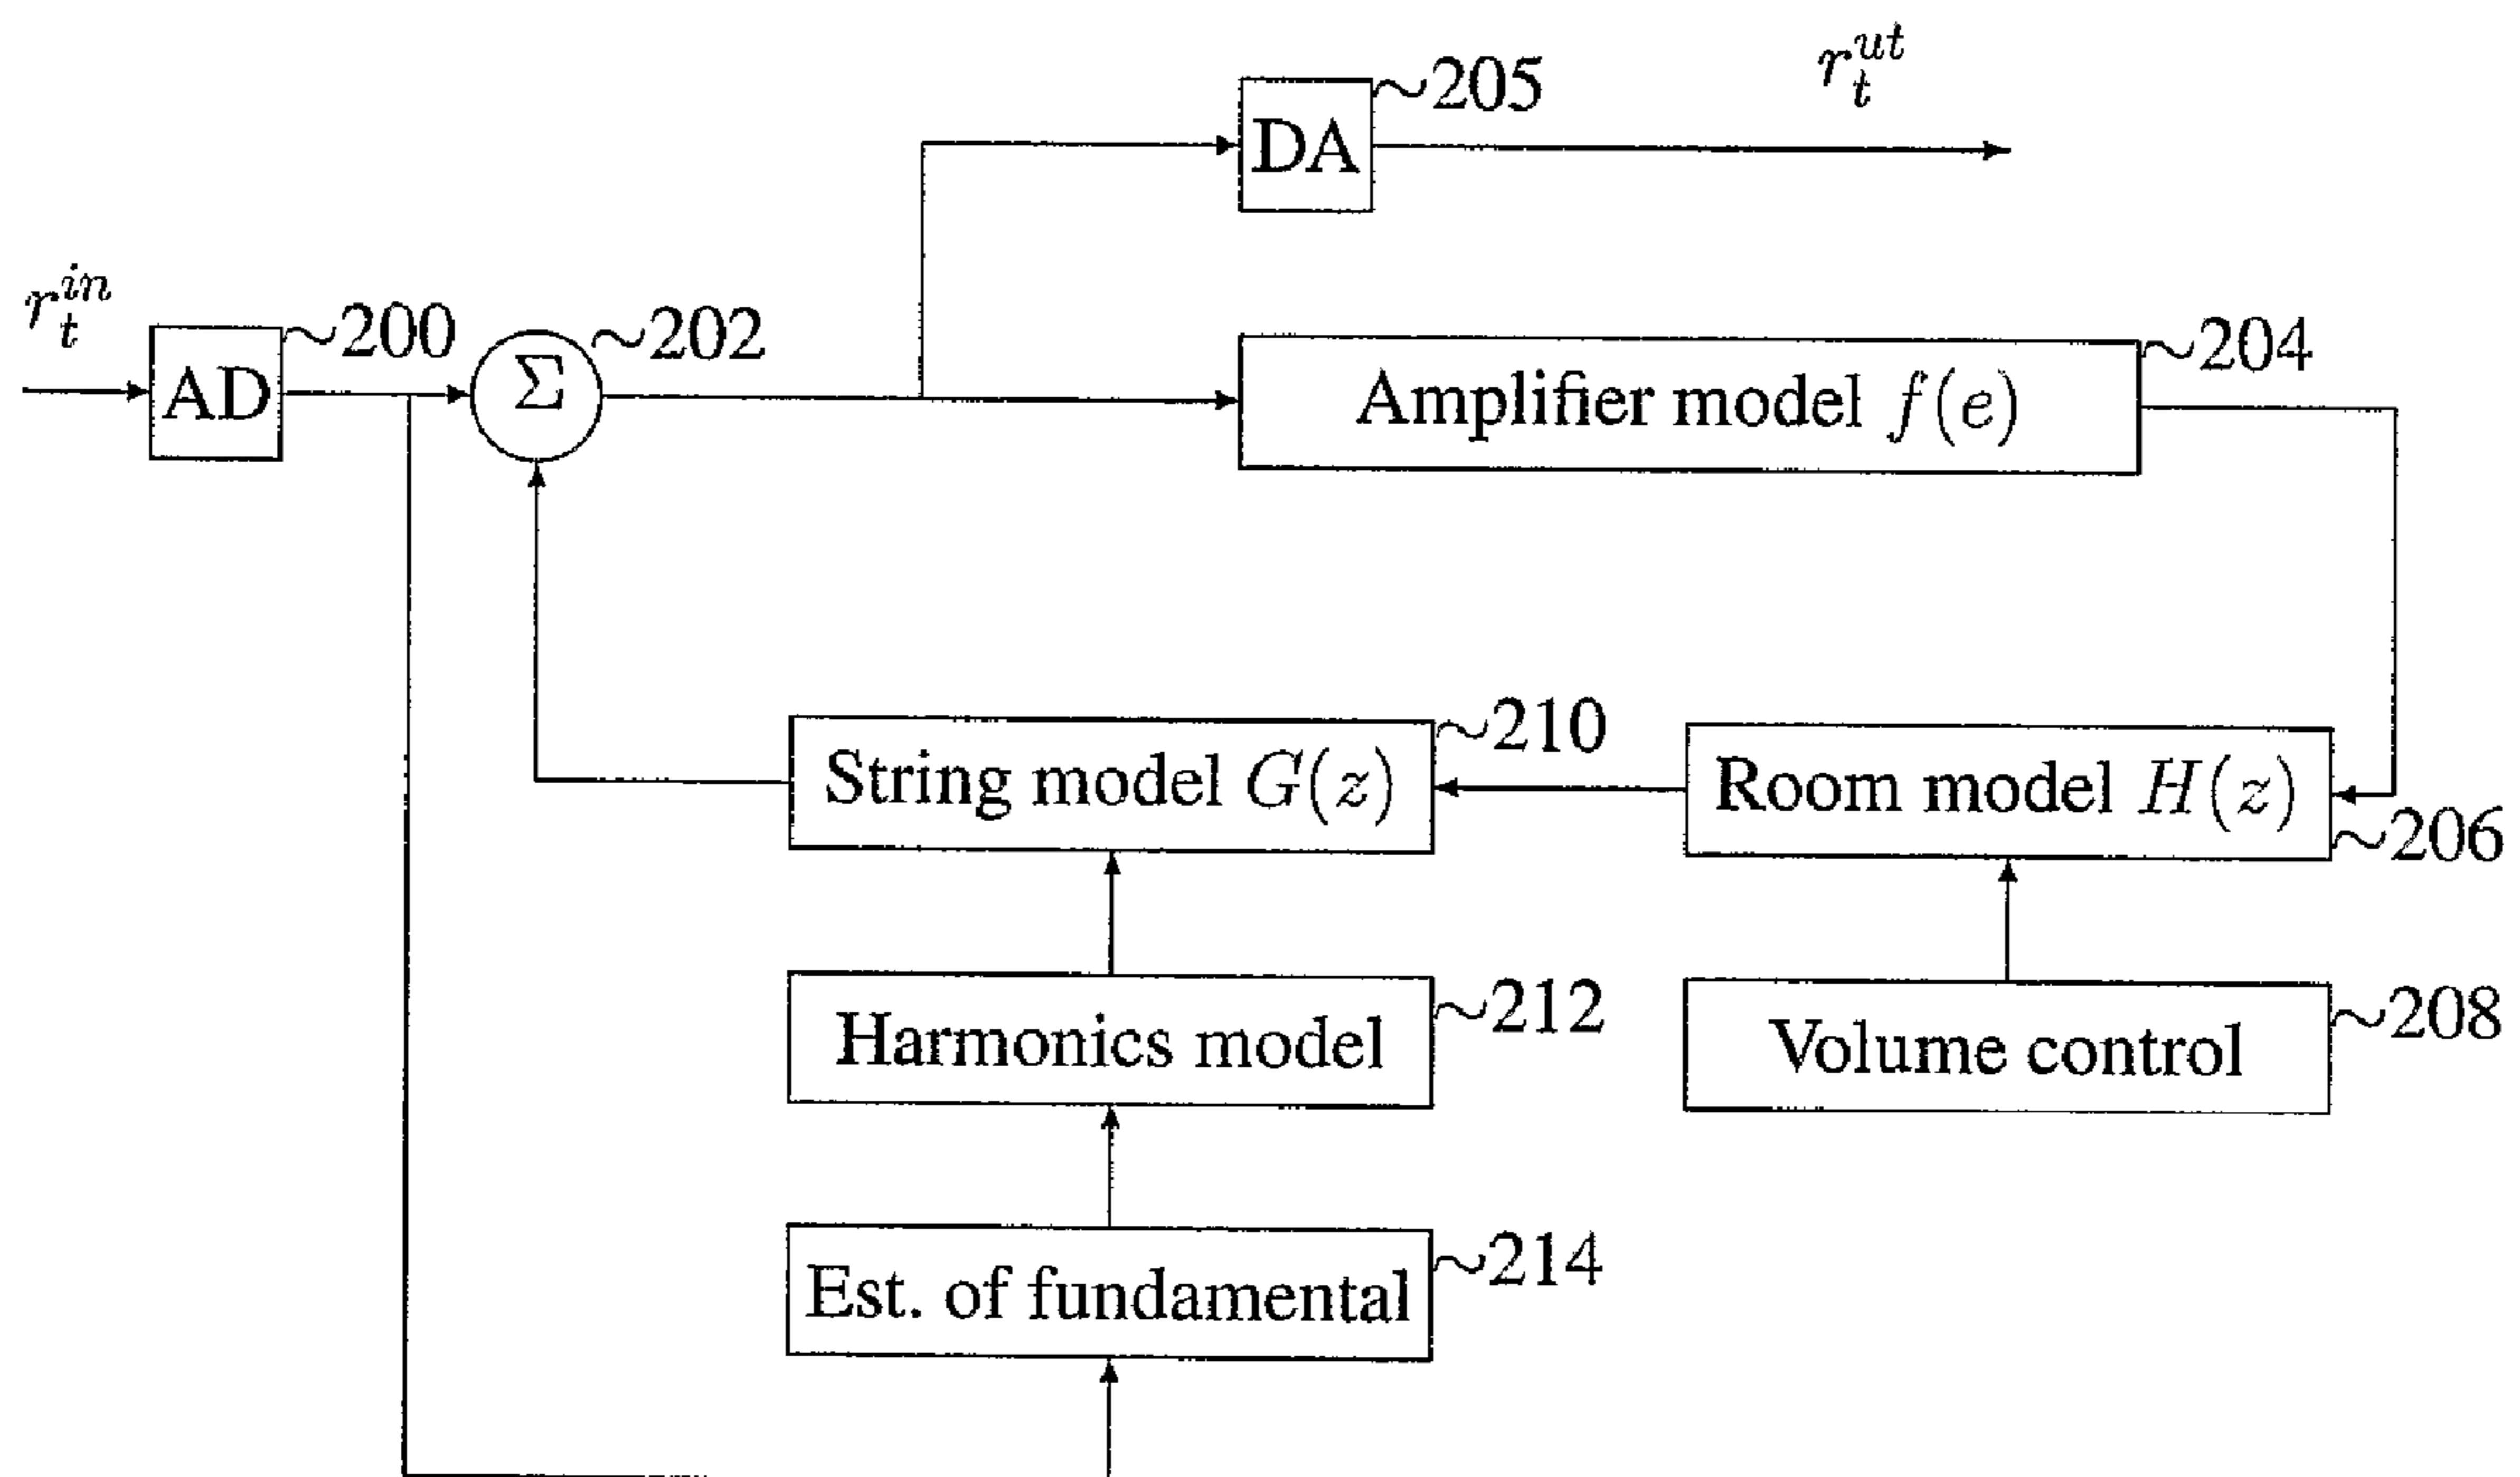 r_t^{ut}
~205
DA
r_t^{in}
~200
AD
~202
Σ
~204
Amplifier model f(e)
~210
String model G(z)
Room model H(z)
~206
~212
Harmonics model
~208
Volume control
~214
Est. of fundamental